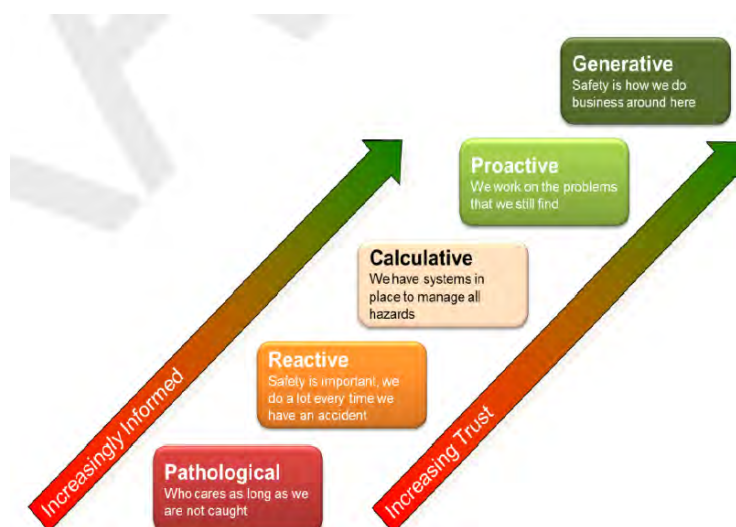 Generative
Safety is how we do
business around here
Proactive
We work on the problems
that we still find
Calculative
We have systems in
place to manage all
hazards
Reactive
Safety is important, we
do a lot every time we
have an accident
Pathological
Who cares as long as we
are not caught
Increasingly Informed
Increasing Trust